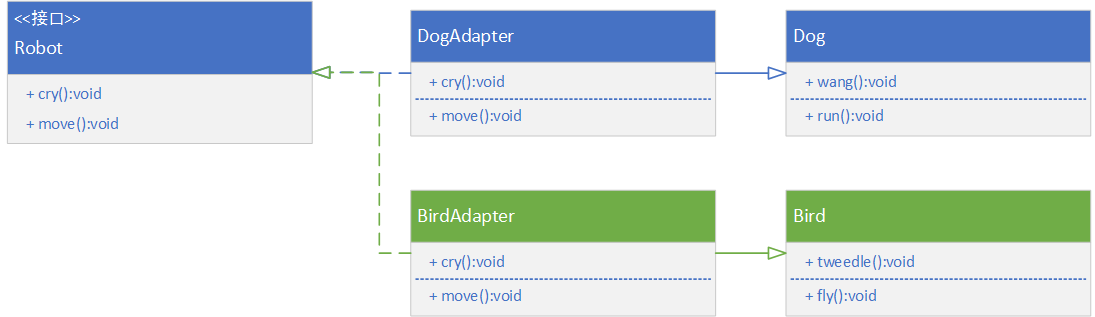 <<接口>>
Robot
+ cry():void
+ move():void
DogAdapter
+ cry():void
+ move():void
Dog
+ wang():void
+ run():void
BirdAdapter
+ cry():void
+ move():void
Bird
+ tweedle():void
+ fly():void